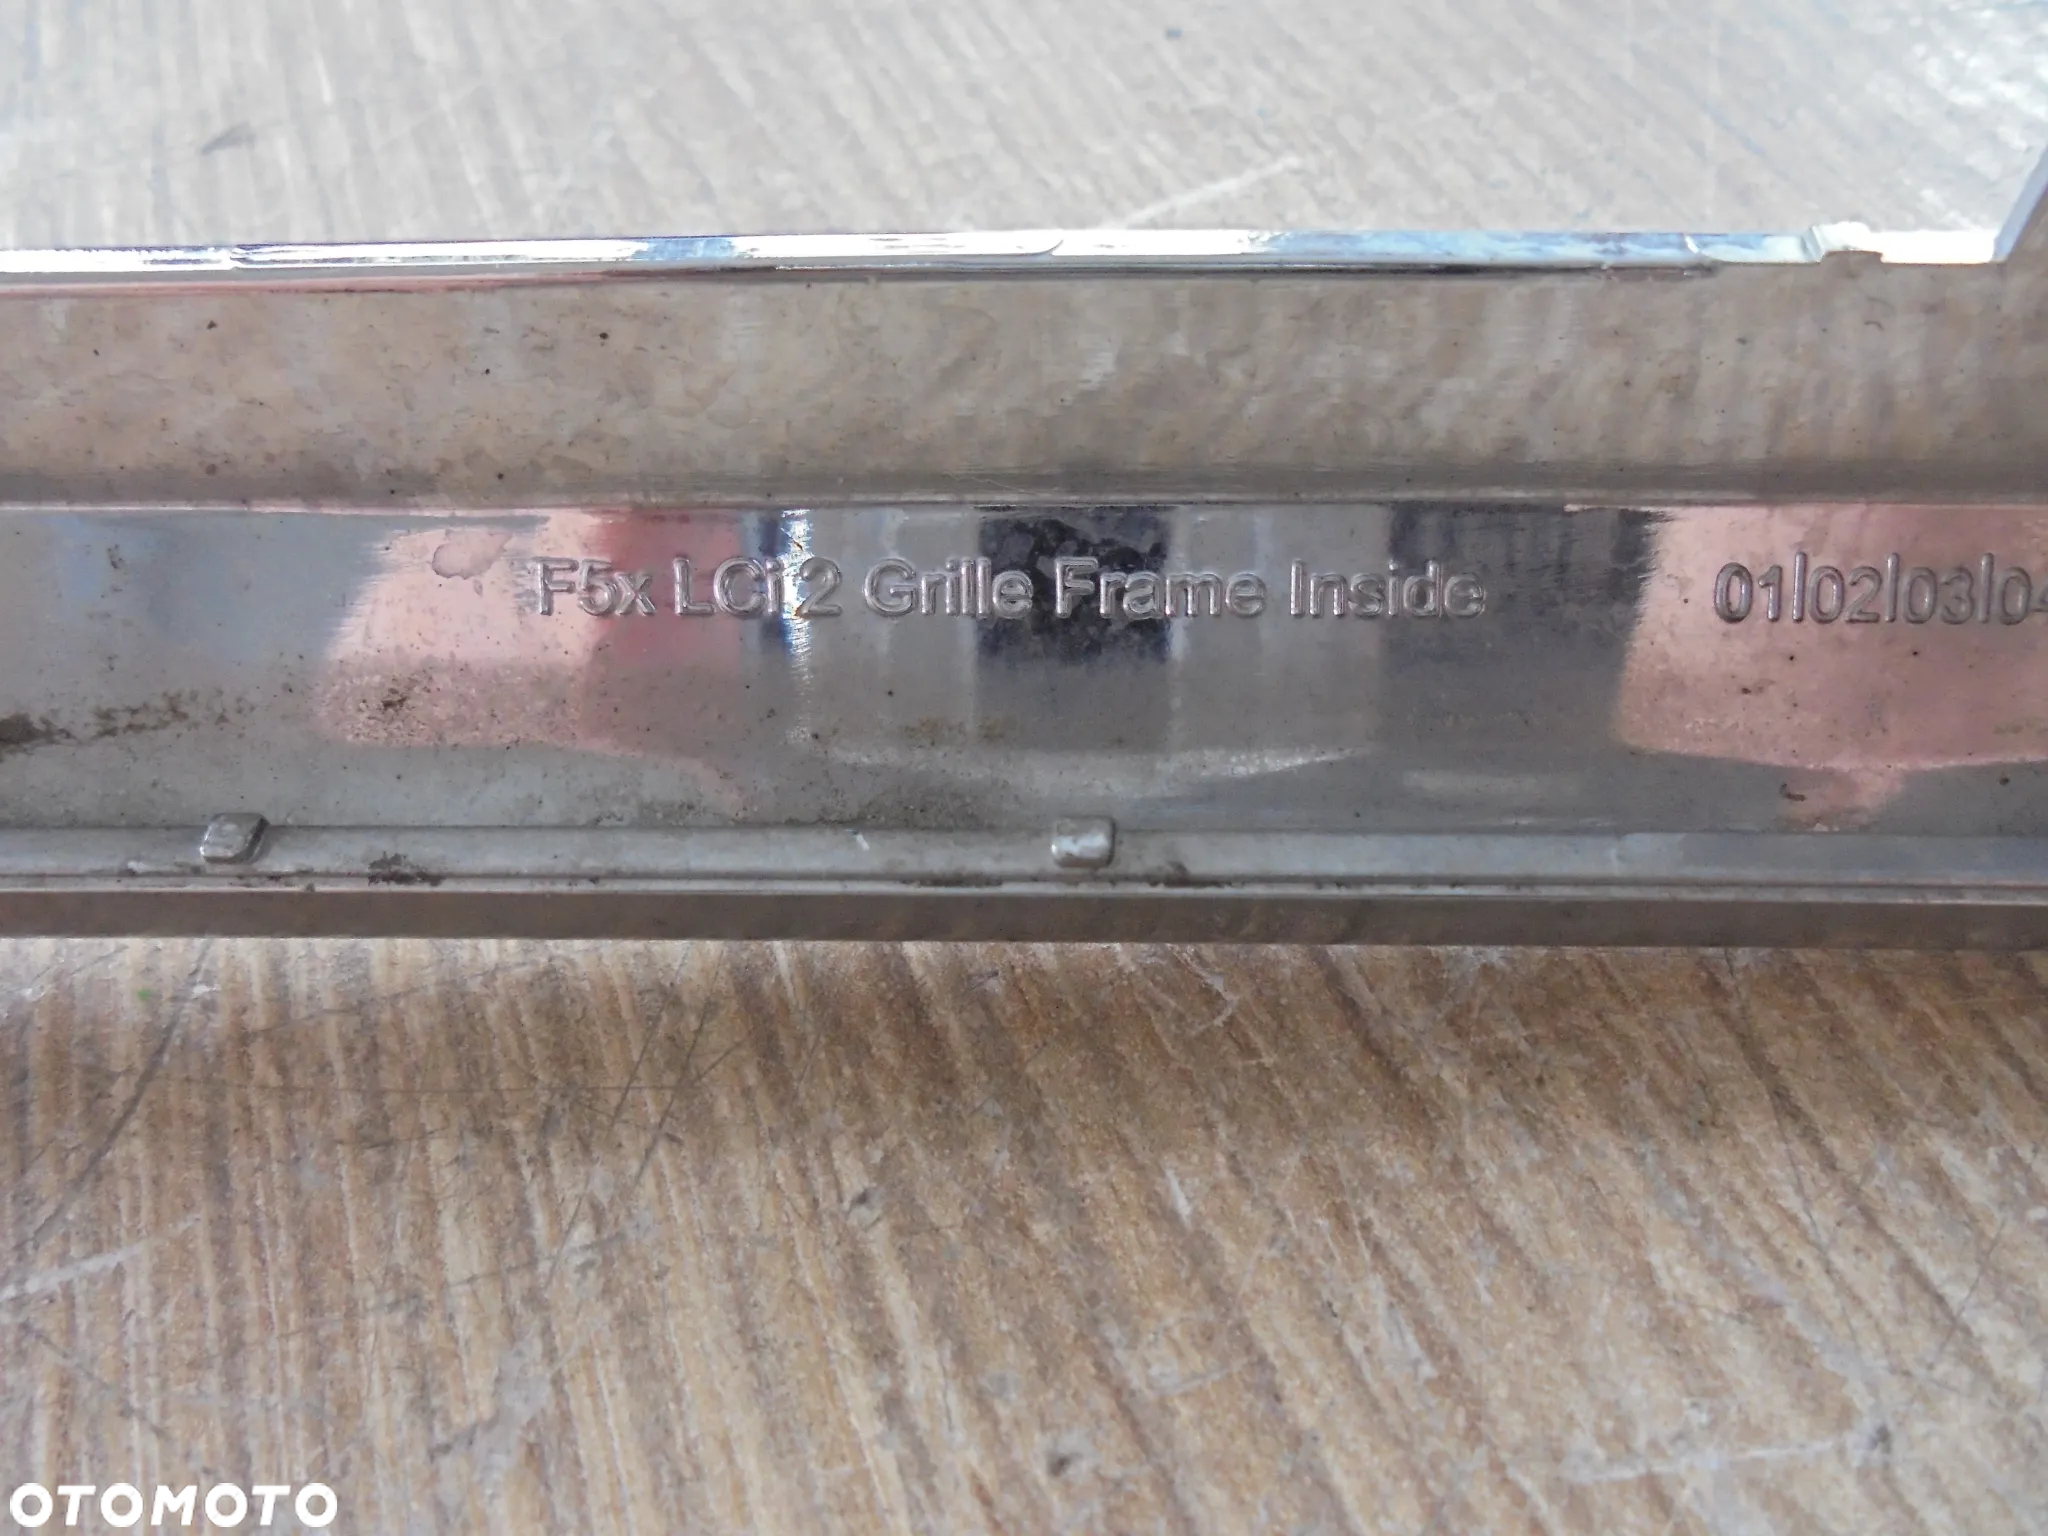 F5x LCi 2 Grille Frame Inside 01|02|03|04
OTOMOTO